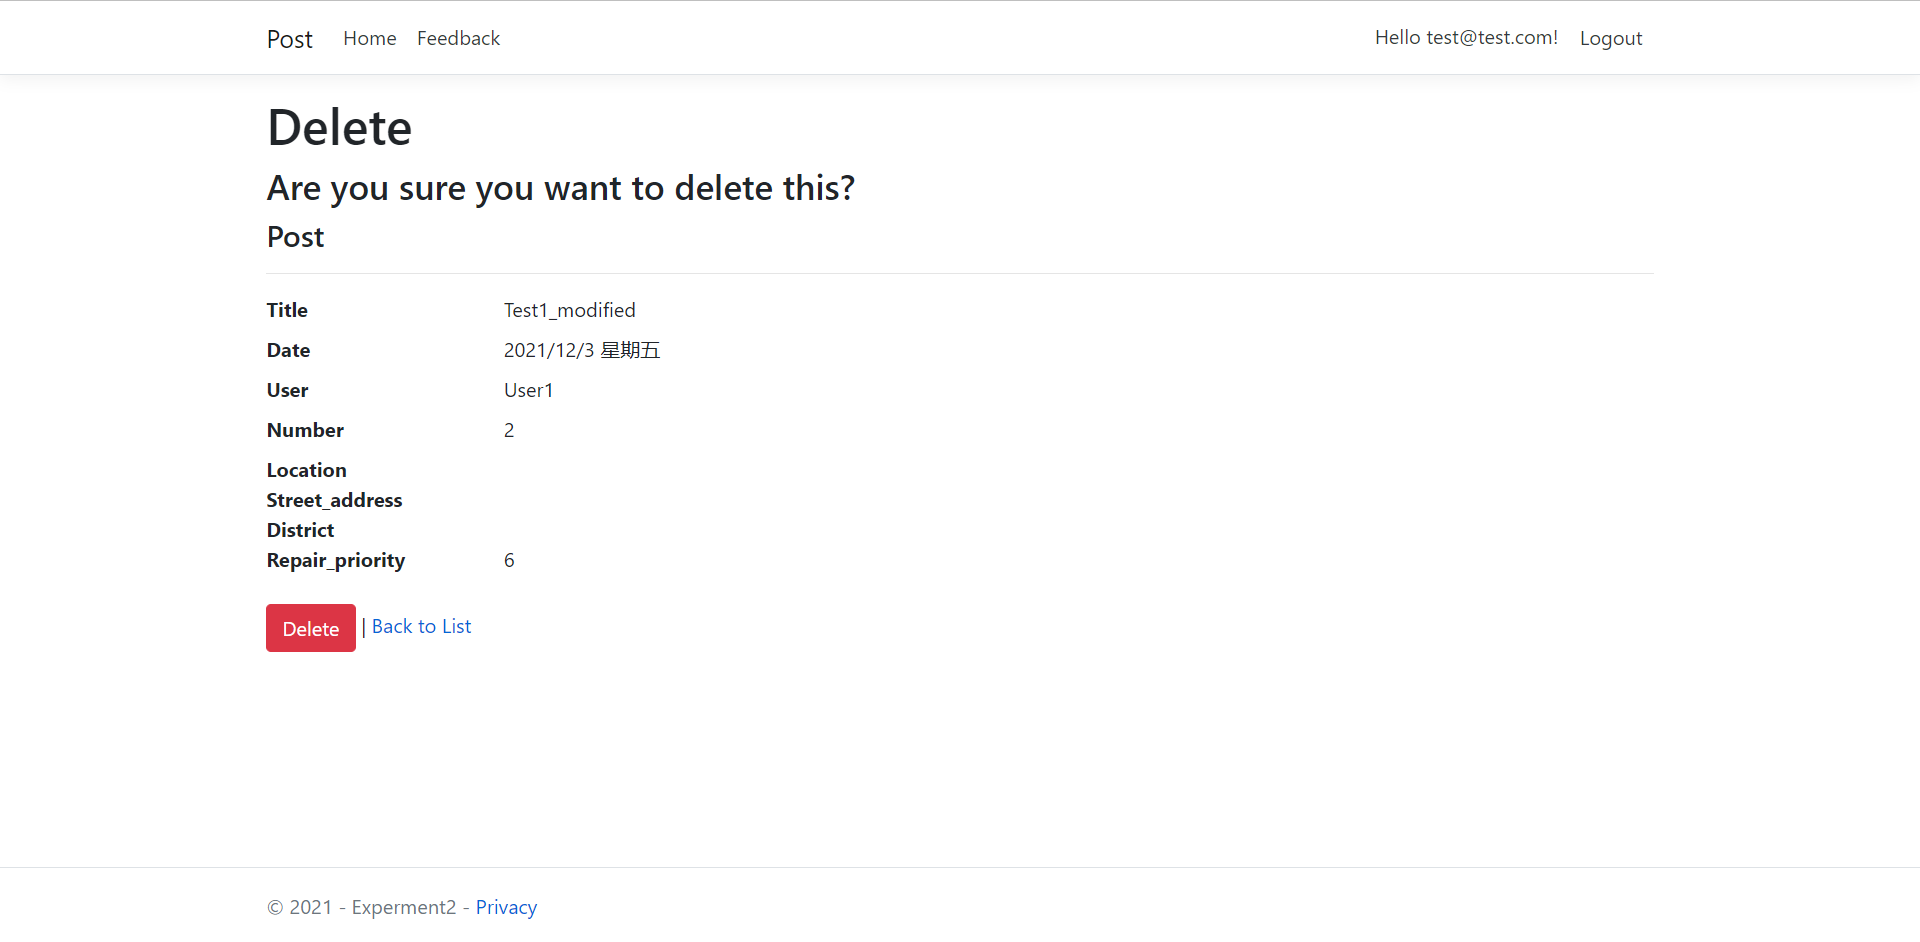 Post Home Feedback Hello test@test.com! Logout
Delete
Are you sure you want to delete this?
Post
Title Test1_modified
Date 2021/12/3 星期五
User User1
Number 2
Location
Street_address
District
Repair_priority 6
Delete | Back to List
© 2021 - Experment2 - Privacy